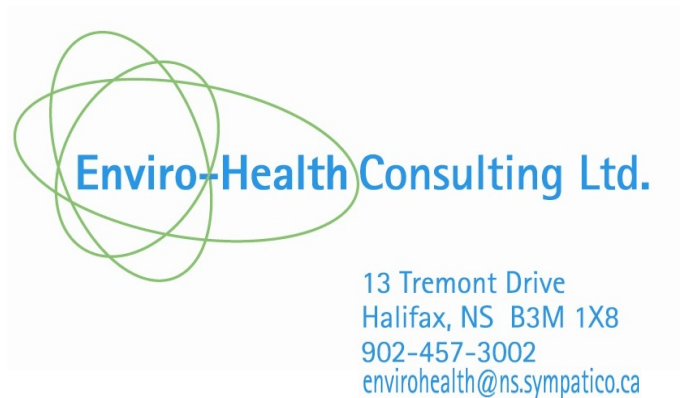 Enviro-Health Consulting Ltd.
13 Tremont Drive
Halifax, NS B3M 1X8
902-457-3002
envirohealth@ns.sympatico.ca